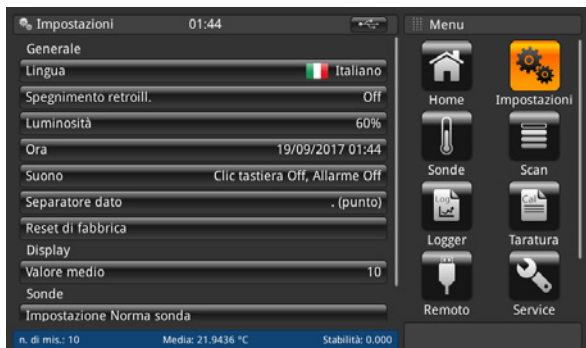 Impostazioni 01:44
Generale
Lingua Italiano
Spegnimento retroill. Off
Luminosità 60%
Ora 19/09/2017 01:44
Suono Clic tastiera Off, Allarme Off
Separatore dato . (punto)
Reset di fabbrica
Display
Valore medio 10
Sonde
Impostazione Norma sonda
n. di mis.: 10 Media: 21.9436 °C Stabilità: 0.000
Menu
Home Impostazioni
Sonde Scan
Log Cal
Logger Taratura
Remoto Service